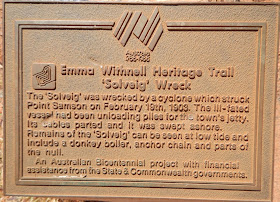 Emma Withnell Heritage Trail
'Solveig' Wreck
The 'Solveig' was wrecked by a cyclone which struck
Point Samson on February 19th, 1903. The ill-fated
vessel had been unloading piles for the town's jetty.
Its cables parted and it was swept ashore.
Remains of the 'Solveig' can be seen at low tide and
include a donkey boiler, anchor chain and parts of
the hull.
An Australian Bicentennial project with financial
assistance from the State & Commonwealth governments.